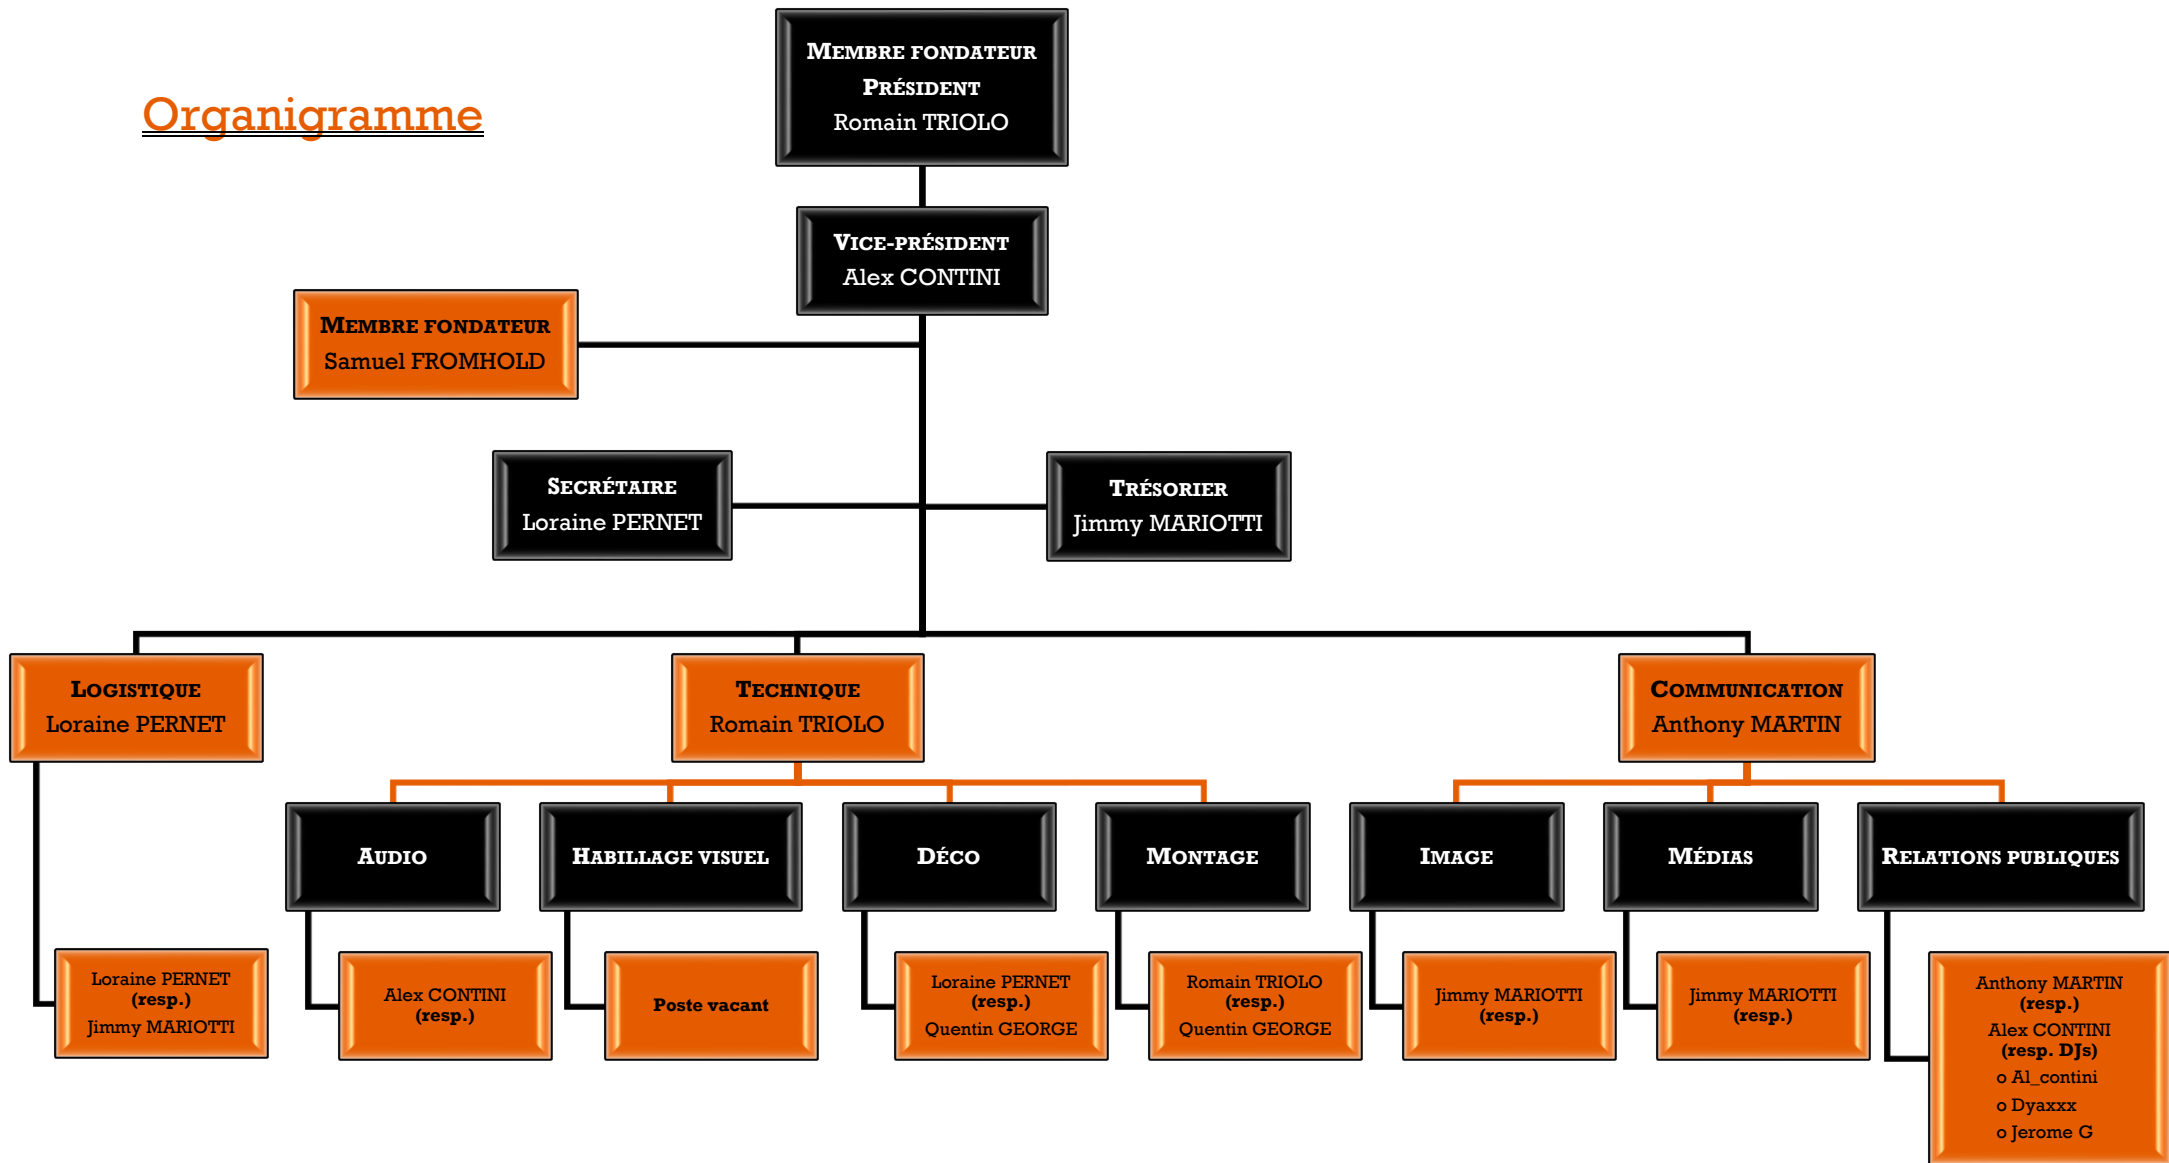 Organigramme
MEMBRE FONDATEUR
PRÉSIDENT
Romain TRIOLO
VICE-PRÉSIDENT
Alex CONTINI
MEMBRE FONDATEUR
Samuel FROMHOLD
SECRÉTAIRE
Loraine PERNET
TRÉSORIER
Jimmy MARIOTTI
LOGISTIQUE
Loraine PERNET
TECHNIQUE
Romain TRIOLO
COMMUNICATION
Anthony MARTIN
AUDIO
HABILLAGE VISUEL
DÉCO
MONTAGE
IMAGE
MÉDIAS
RELATIONS PUBLIQUES
Loraine PERNET
(resp.)
Jimmy MARIOTTI
Alex CONTINI
(resp.)
Poste vacant
Loraine PERNET
(resp.)
Quentin GEORGE
Romain TRIOLO
(resp.)
Quentin GEORGE
Jimmy MARIOTTI
(resp.)
Jimmy MARIOTTI
(resp.)
Anthony MARTIN
(resp.)
Alex CONTINI
(resp. DJs)
o Al_contini
o Dyaxxx
o Jerome G